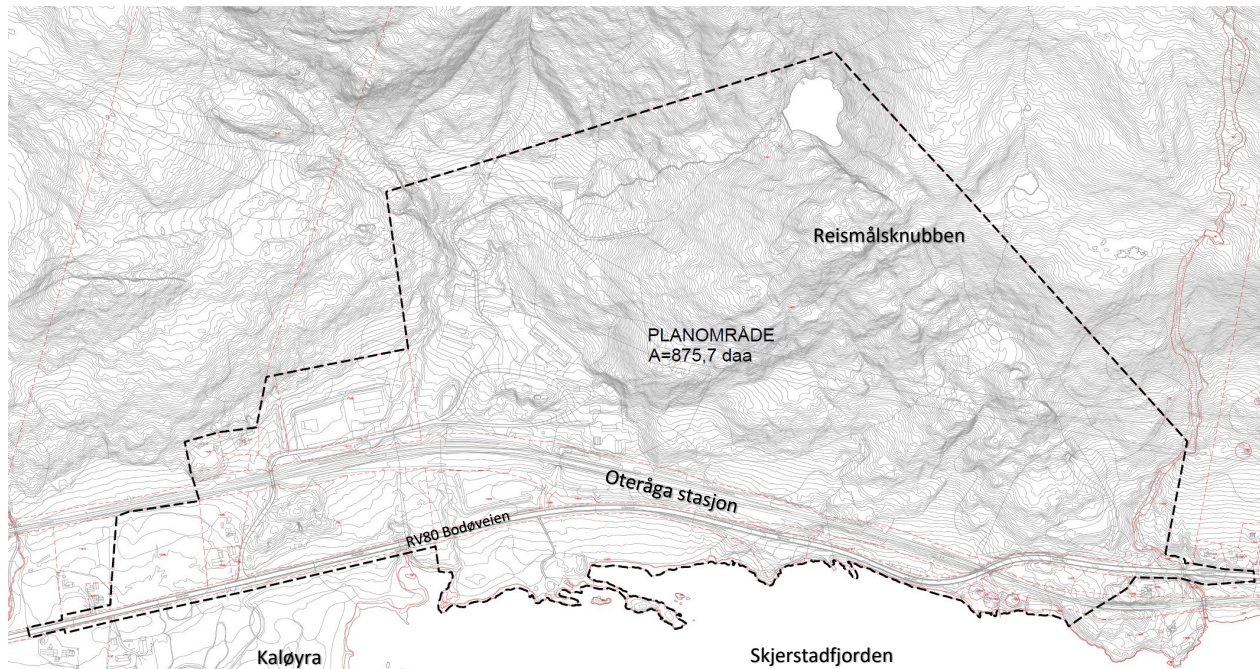 Reismålsknubben
PLANOMRÅDE
A=875,7 daa
Oteråga stasjon
RV80 Bodøveien
Kaløyra
Skjerstadfjorden